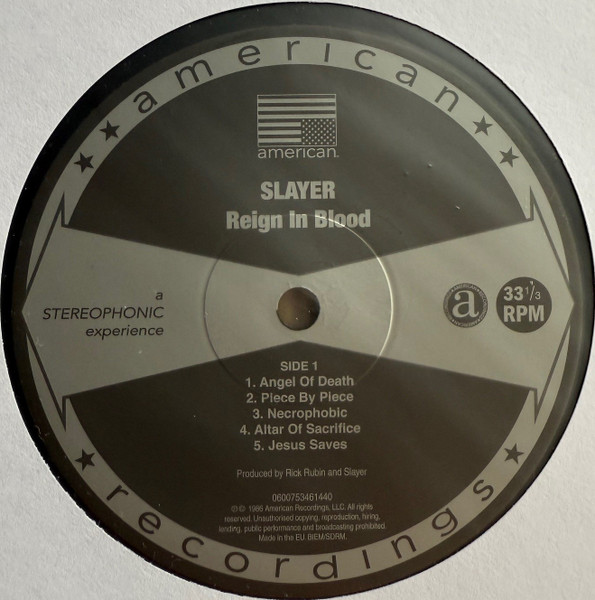 american
american
SLAYER
Reign In Blood
a
STEREOPHONIC
experience
a
33 1/3
RPM
SIDE 1
1. Angel Of Death
2. Piece By Piece
3. Necrophobic
4. Altar Of Sacrifice
5. Jesus Saves
Produced by Rick Rubin and Slayer
0600753461440
℗ © 1986 American Recordings, LLC. All rights
reserved. Unauthorised copying, reproduction, hiring,
lending, public performance and broadcasting prohibited.
Made in the EU. BIEM/SDRM.
recordings